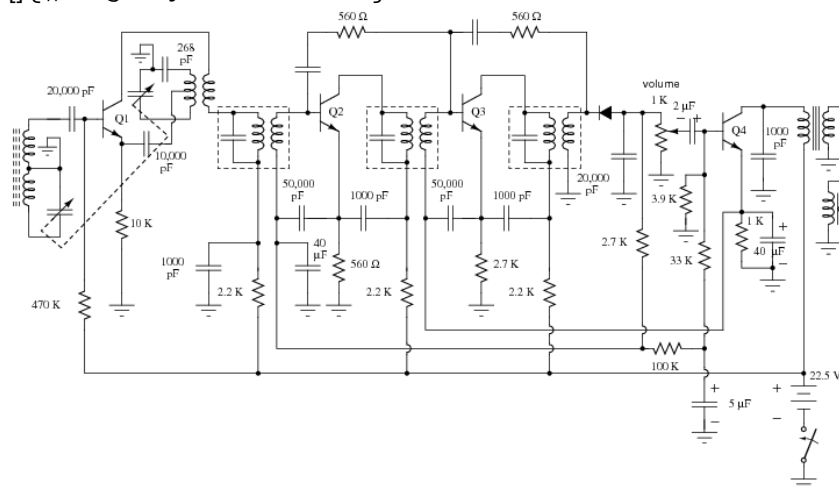 560 Ω
560 Ω
268
pF
volume
20,000 pF
1 K
2 μF
Q1
Q2
Q3
Q4
1000
pF
10,000
pF
50,000
pF
1000 pF
50,000
pF
1000 pF
20,000
pF
3.9 K
1 K
10 K
40
μF
2.7 K
33 K
40 μF
1000
pF
560 Ω
2.7 K
470 K
2.2 K
2.2 K
2.2 K
100 K
22.5 V
5 μF
+
−
+
−
+
−
+
−